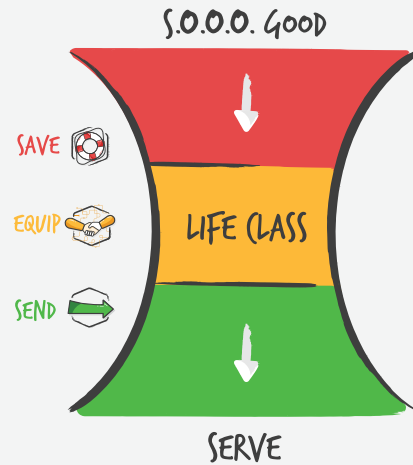 S.O.O.O. GOOD
SAVE
EQUIP
LIFE CLASS
SEND
SERVE